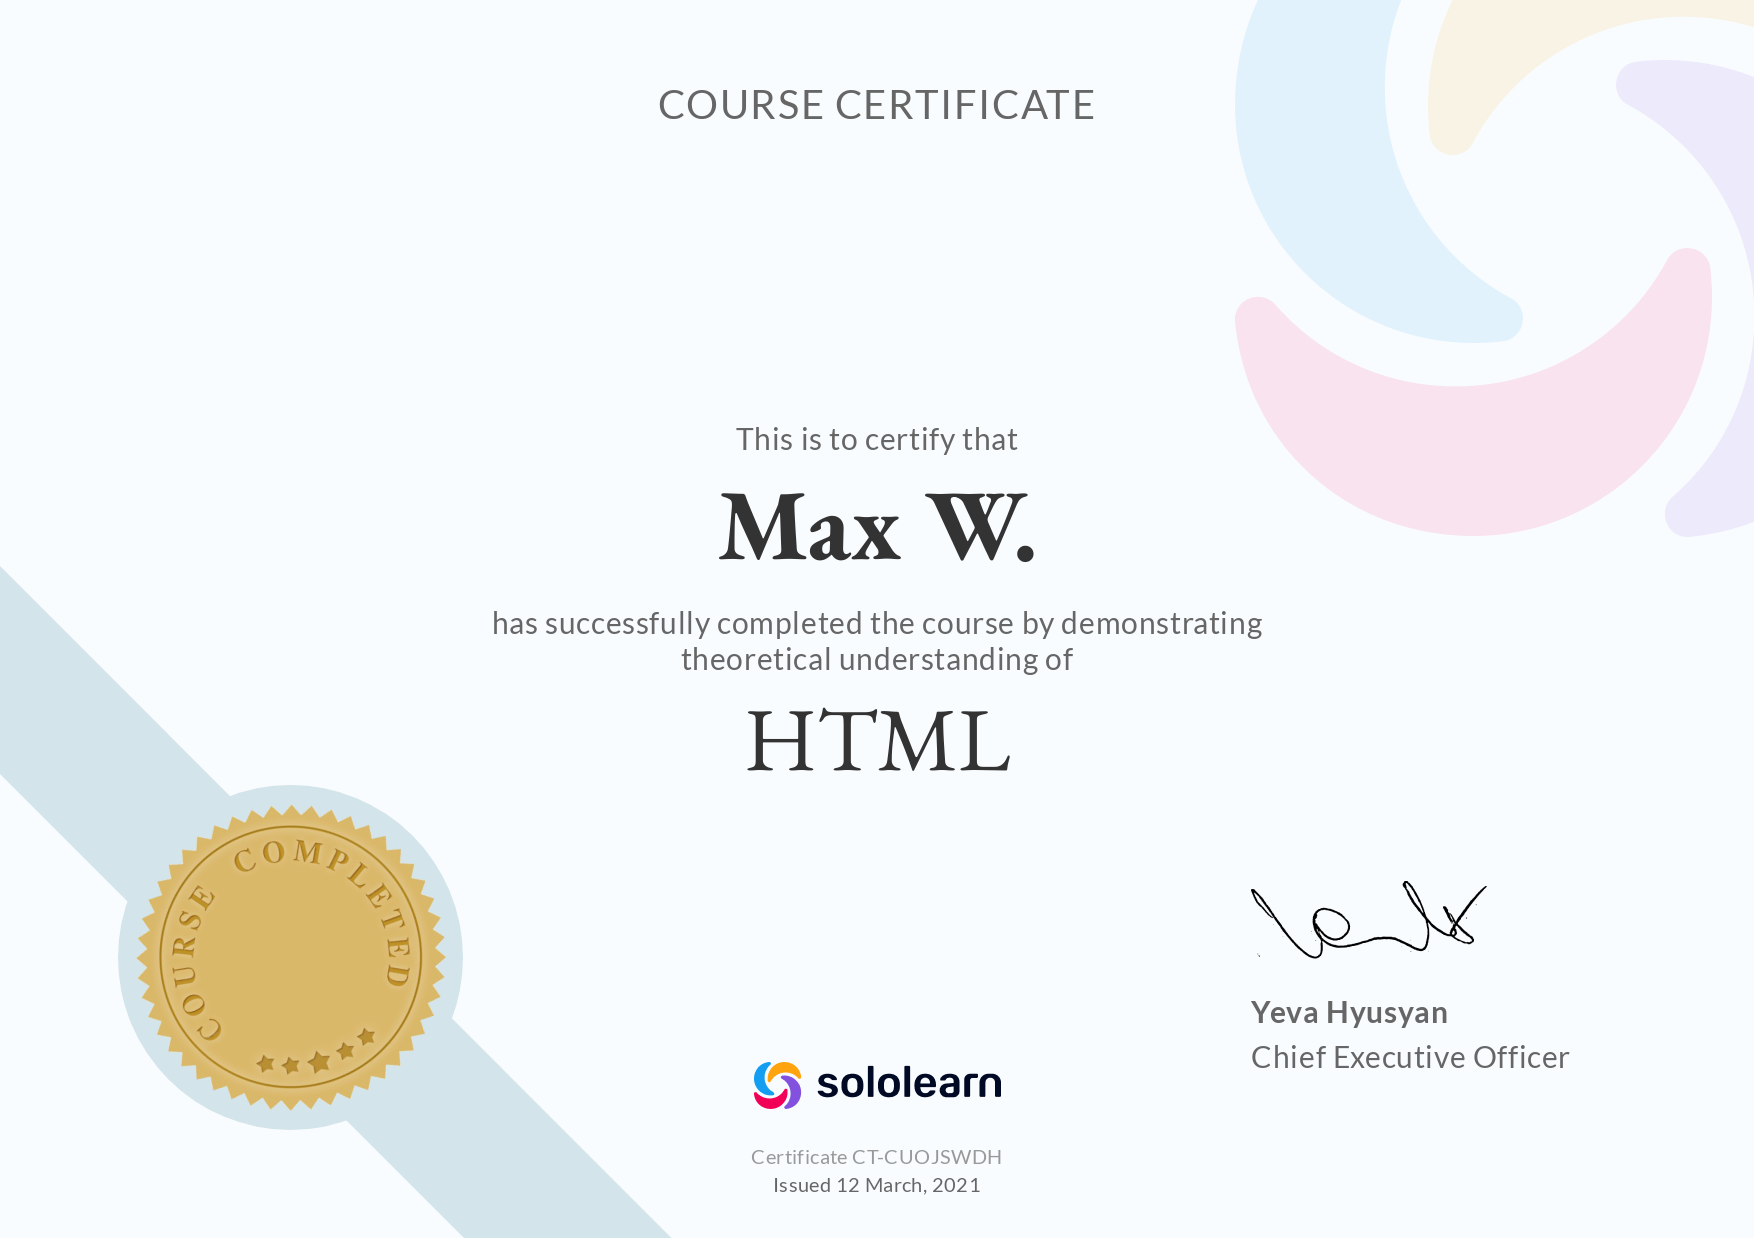 COURSE CERTIFICATE
This is to certify that
Max W.
has successfully completed the course by demonstrating
theoretical understanding of
HTML
COURSE COMPLETED
Yeva Hyusyan
Chief Executive Officer
sololearn
Certificate CT-CUOJSWDH
Issued 12 March, 2021